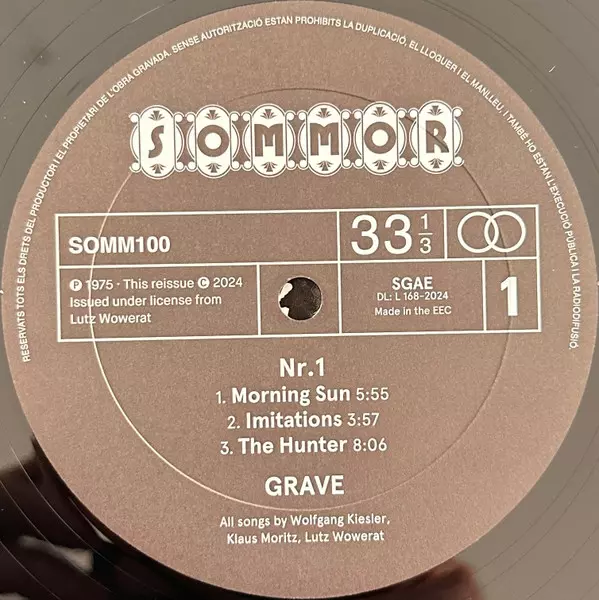 RESERVATS TOTS ELS DRETS DEL PRODUCTOR I EL PROPIETARI DE L'OBRA GRAVADA. SENSE AUTORITZACIÓ ESTAN PROHIBITS LA DUPLICACIÓ, EL LLOGUER I EL MANLLEU, I TAMBÉ HO ESTAN L'EXECUCIÓ PÚBLICA I LA RADIODIFUSIÓ.
SOMMOR
SOMM100
33 1/3
Ⓟ 1975 · This reissue © 2024
Issued under license from
Lutz Wowerat
SGAE
DL: L 168-2024
Made in the EEC
1
Nr.1
1. Morning Sun 5:55
2. Imitations 3:57
3. The Hunter 8:06
GRAVE
All songs by Wolfgang Kiesler,
Klaus Moritz, Lutz Wowerat